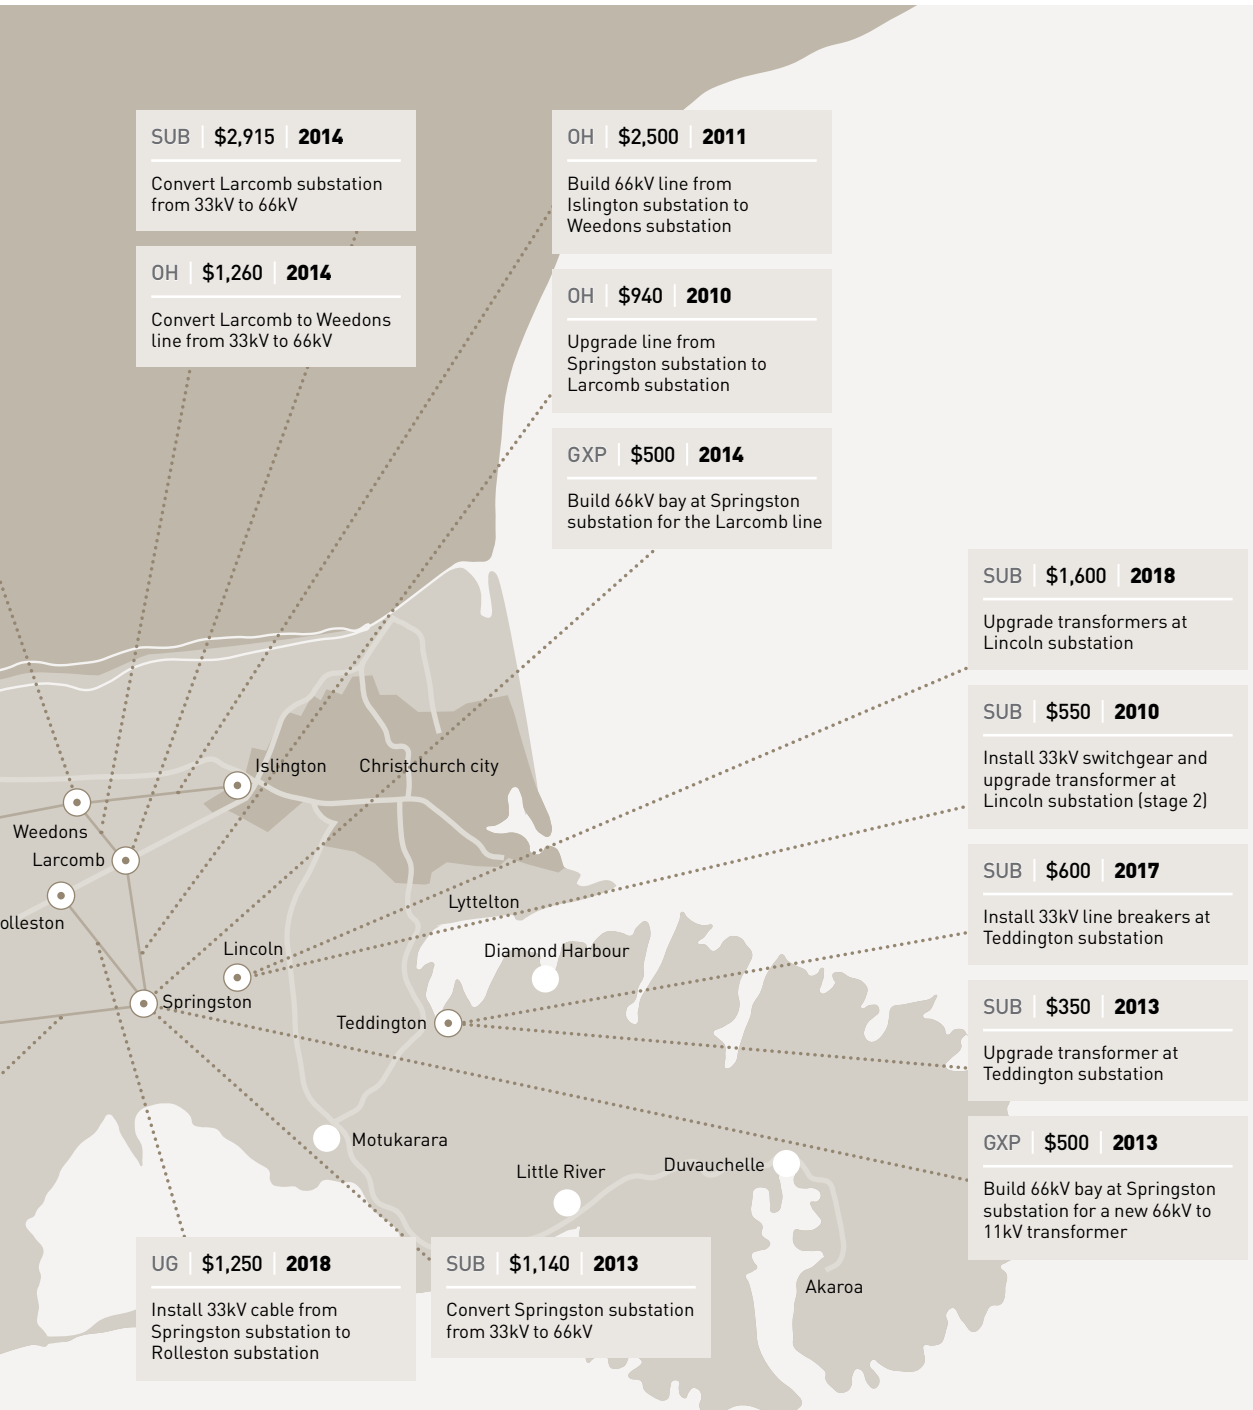 SUB | $2,915 | 2014
Convert Larcomb substation
from 33kV to 66kV
OH | $1,260 | 2014
Convert Larcomb to Weedons
line from 33kV to 66kV
OH | $2,500 | 2011
Build 66kV line from
Islington substation to
Weedons substation
OH | $940 | 2010
Upgrade line from
Springston substation to
Larcomb substation
GXP | $500 | 2014
Build 66kV bay at Springston
substation for the Larcomb line
SUB | $1,600 | 2018
Upgrade transformers at
Lincoln substation
SUB | $550 | 2010
Install 33kV switchgear and
upgrade transformer at
Lincoln substation (stage 2)
SUB | $600 | 2017
Install 33kV line breakers at
Teddington substation
SUB | $350 | 2013
Upgrade transformer at
Teddington substation
GXP | $500 | 2013
Build 66kV bay at Springston
substation for a new 66kV to
11kV transformer
Islington
Christchurch city
Weedons
Larcomb
olleston
Lyttelton
Lincoln
Diamond Harbour
Springston
Teddington
Motukarara
Little River
Duvauchelle
Akaroa
UG | $1,250 | 2018
Install 33kV cable from
Springston substation to
Rolleston substation
SUB | $1,140 | 2013
Convert Springston substation
from 33kV to 66kV